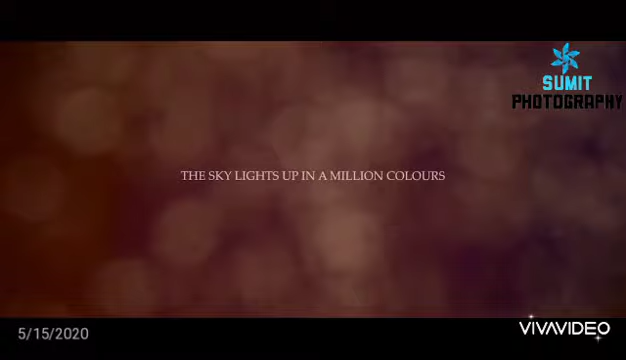 SUMIT
PHOTOGRAPHY
THE SKY LIGHTS UP IN A MILLION COLOURS
5/15/2020
VIVAVIDEO